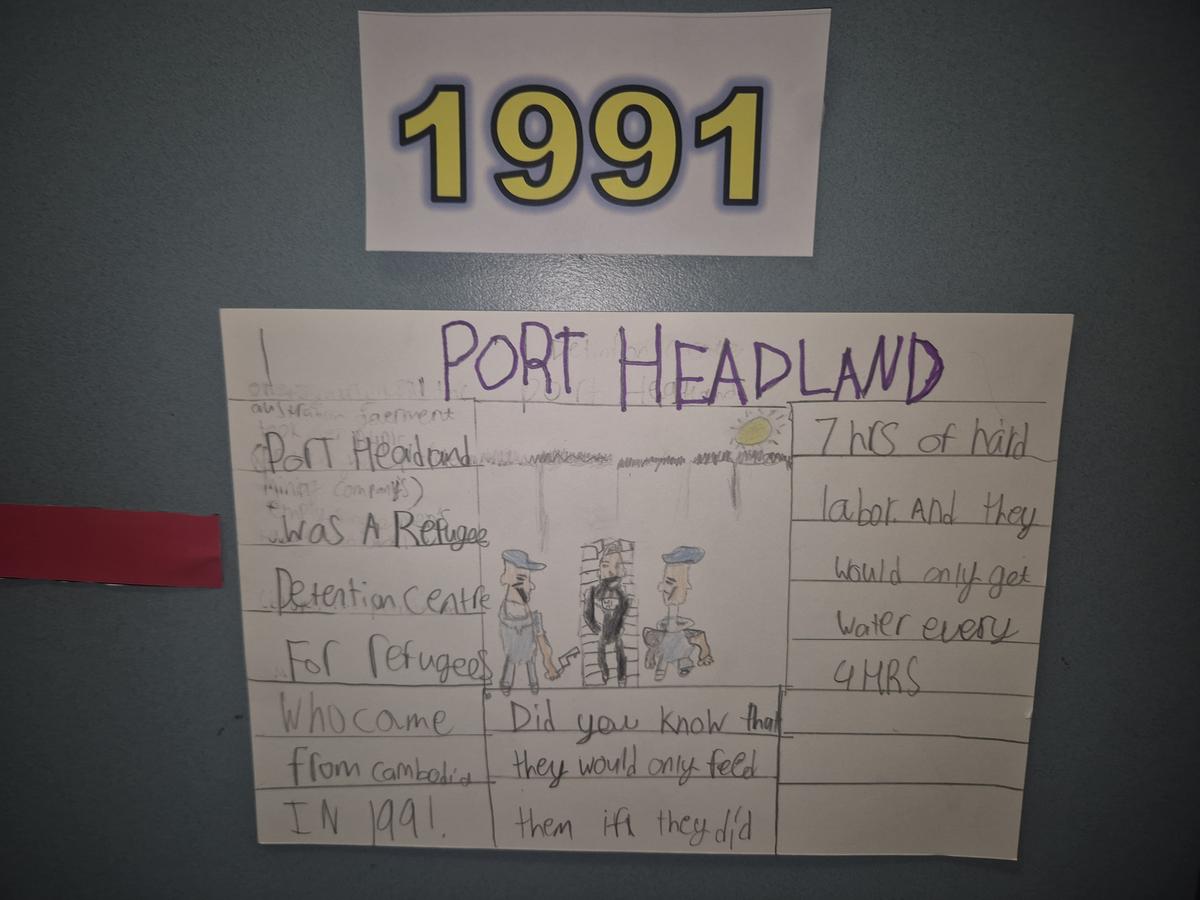 1991
PORT HEADLAND
Port Headland
was A Refugee
Detention Centre
For refugees
Who came
from cambodia
IN 1991.
Did you know that
they would only feed
them if they did
7 hrs of hard
labor. And they
would only get
water every
4 HRS